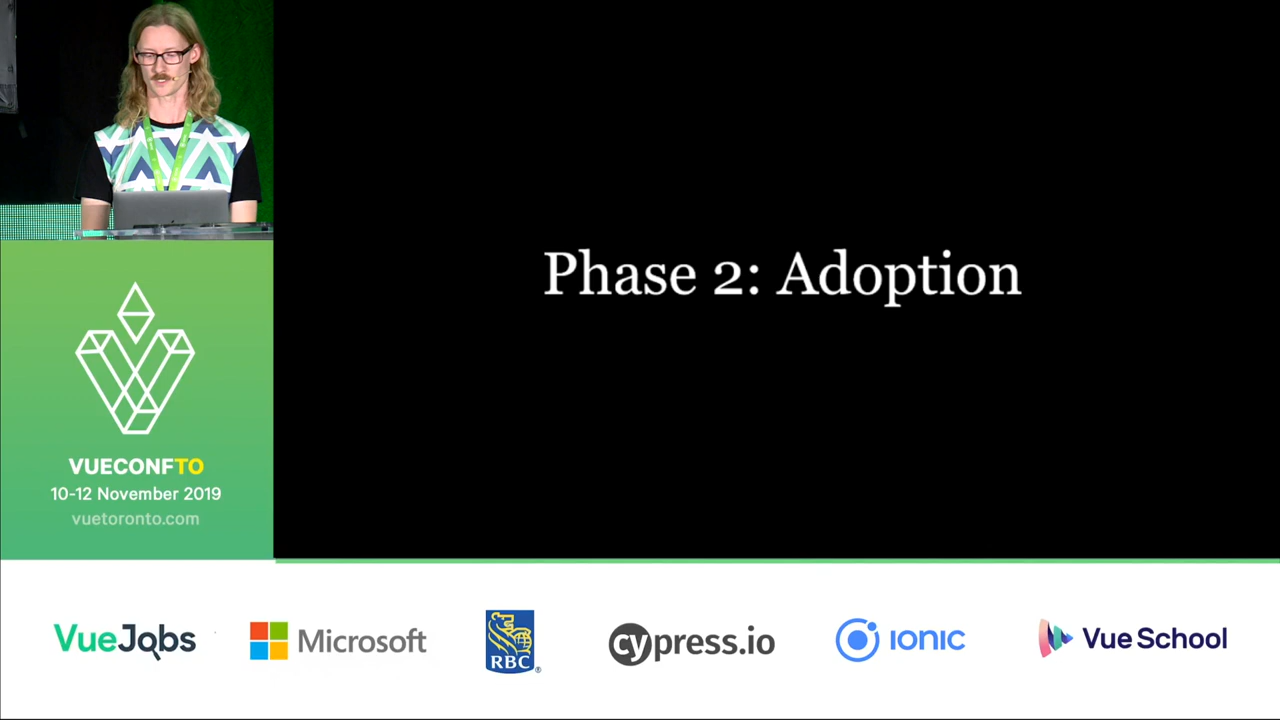 Phase 2: Adoption
VUECONFTO
10-12 November 2019
vuetoronto.com
VueJobs
Microsoft
RBC
®
cypress.io
IONIC
Vue School